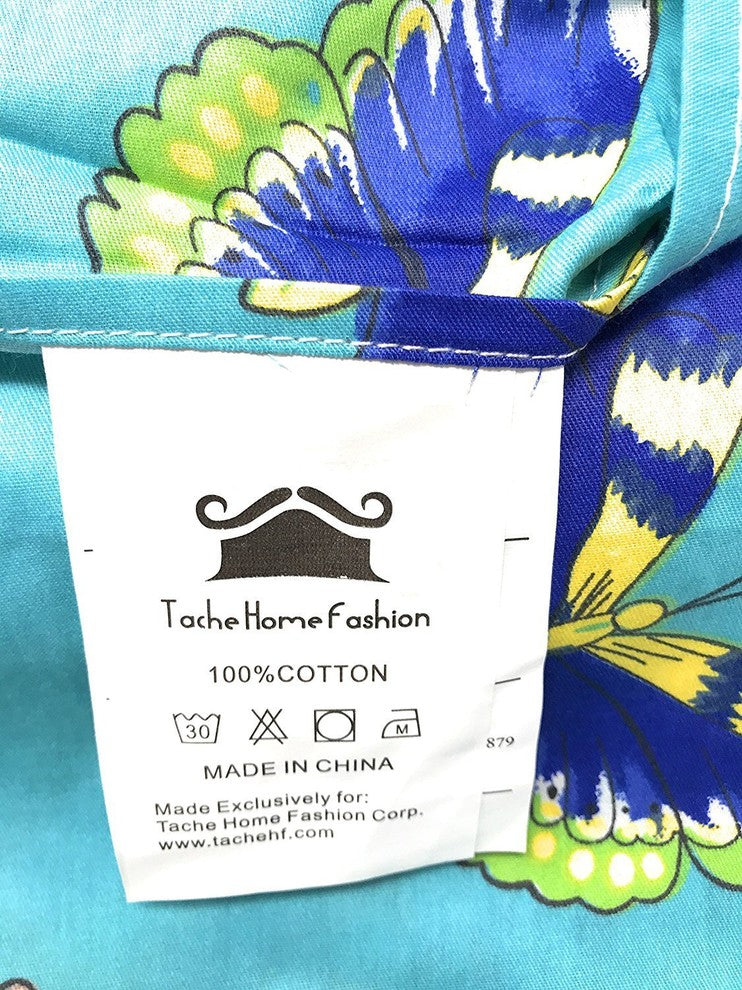 Tache Home Fashion
100%COTTON
30 M
879
MADE IN CHINA
Made Exclusively for:
Tache Home Fashion Corp.
www.tachehf.com